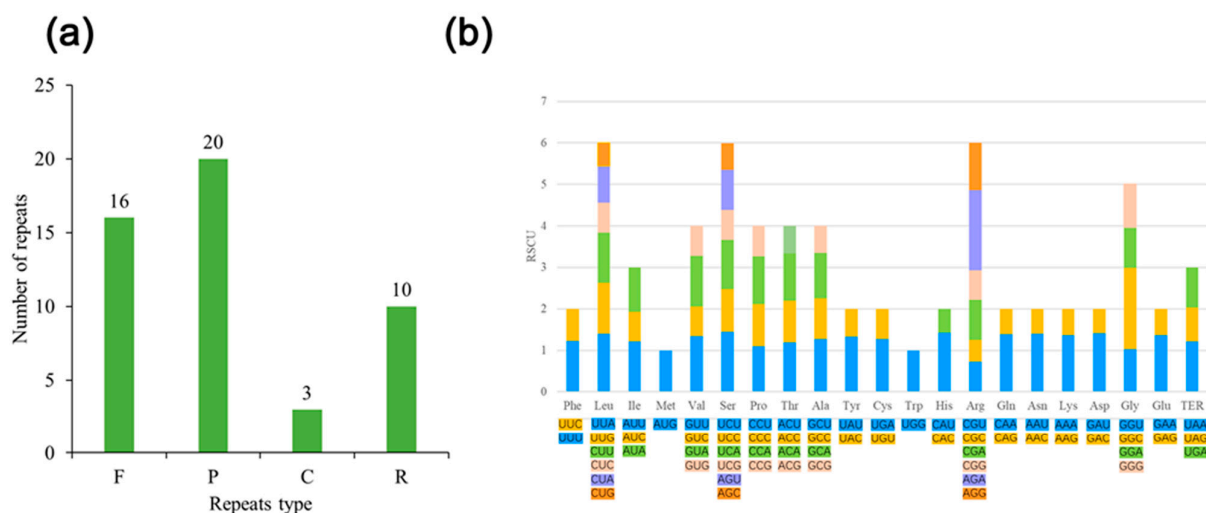 (a)
25
20
15
10
5
0
16
20
3
10
F P C R
Number of repeats
Repeats type
(b)
7
6
5
4
3
2
1
0
RSCU
Phe Leu Ile Met Val Ser Pro Thr Ala Tyr Cys Trp His Arg Gln Asn Lys Asp Gly Glu TER
UUC UUA AUU AUG GUU UCU CCU ACU GCU UAU UGA UGG CAU CGU CAA AAU AAA GAU GGU GAA UAA
UUU UUG AUC GUC UCC CCC ACC GCC UAC UGU CAC CGC CAG AAC AAG GAC GGC GAG UAG
CUU AUA GUA UCA CCA ACA GCA CGA GGA UGA
CUC GUG UCG CCG ACG GCG CGG GGG
CUA AGU AGA
CUG AGC AGG